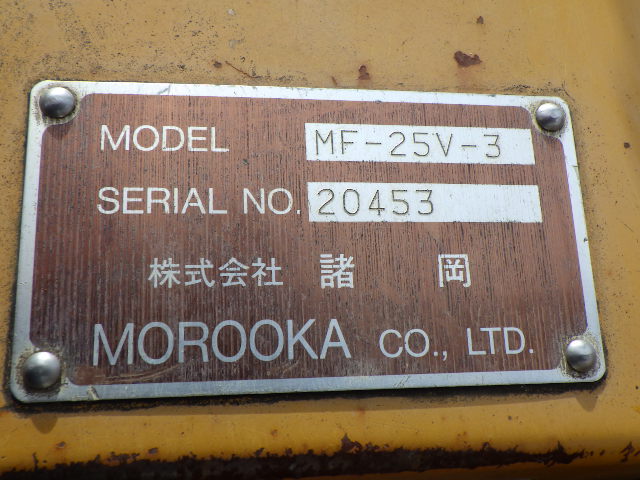 MODEL MF-25V-3
SERIAL NO. 20453
株式会社 諸岡
MOROOKA CO., LTD.